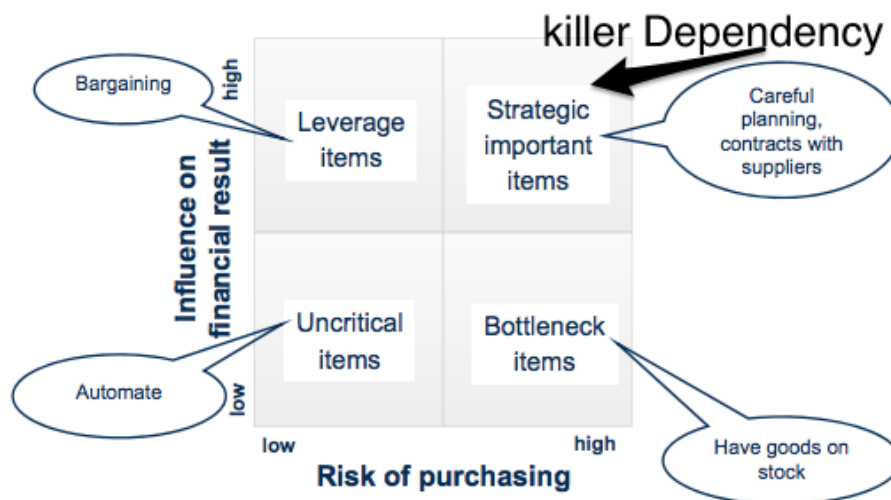 killer Dependency
Bargaining
high
Leverage
items
Strategic
important
items
Careful
planning,
contracts with
suppliers
Influence on
financial result
Uncritical
items
Bottleneck
items
Automate
low
low
high
Have goods on
stock
Risk of purchasing